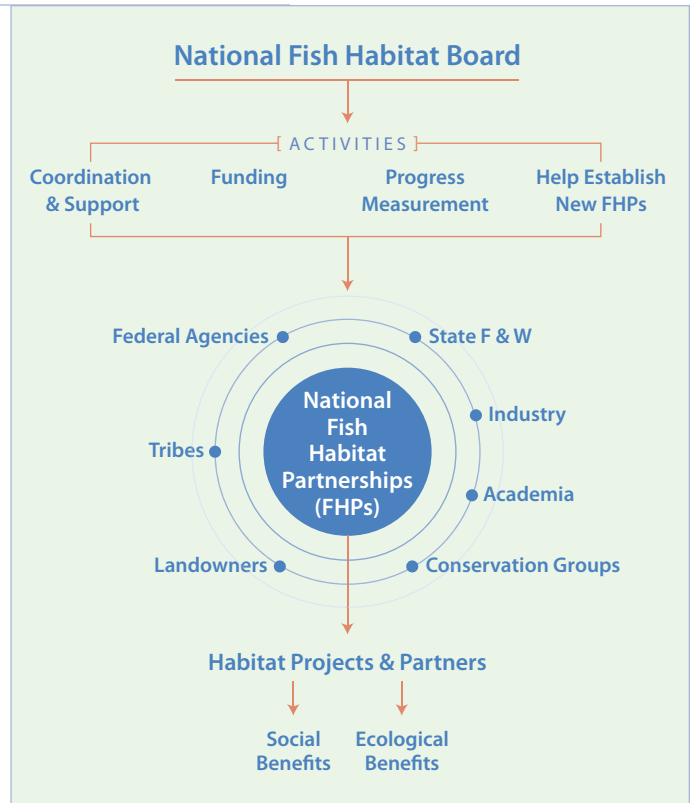 National Fish Habitat Board
[ ACTIVITIES ]
Coordination
& Support
Funding
Progress
Measurement
Help Establish
New FHPs
Federal Agencies
State F & W
Industry
Tribes
Academia
Landowners
Conservation Groups
National
Fish
Habitat
Partnerships
(FHPs)
Habitat Projects & Partners
Social
Benefits
Ecological
Benefits